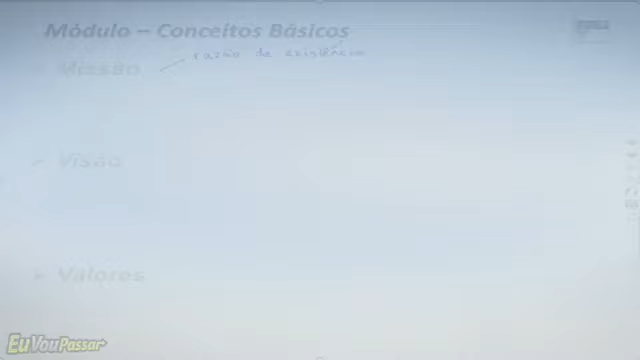 Módulo – Conceitos Básicos
razão de existência
➢ Missão
➢ Visão
➢ Valores
EuVouPassar